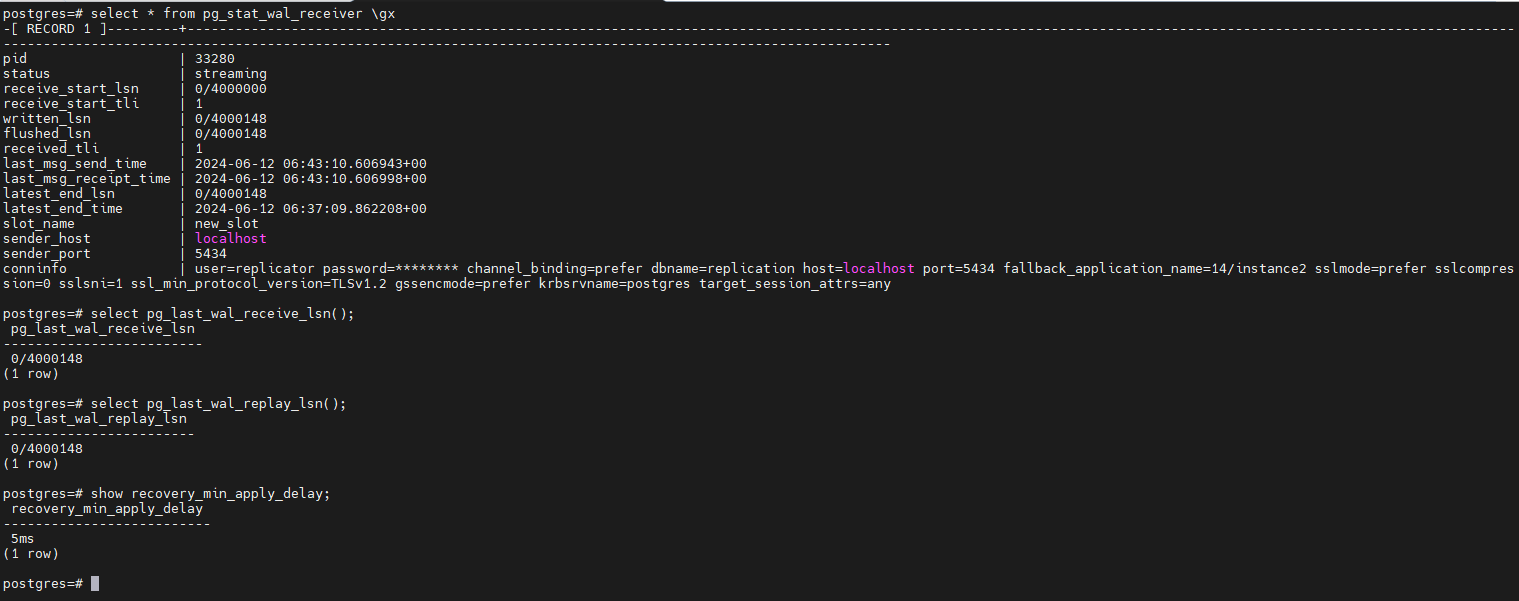 postgres=# select * from pg_stat_wal_receiver \gx
-[ RECORD 1 ]---------+----------------------------------------------------------------------------------------------------------------------------------------------------------------------
---------------------------------------------------------------------------------------------------------------
pid                   | 33280
status                | streaming
receive_start_lsn     | 0/4000000
receive_start_tli     | 1
written_lsn           | 0/4000148
flushed_lsn           | 0/4000148
received_tli          | 1
last_msg_send_time    | 2024-06-12 06:43:10.606943+00
last_msg_receipt_time | 2024-06-12 06:43:10.606998+00
latest_end_lsn        | 0/4000148
latest_end_time       | 2024-06-12 06:37:09.862208+00
slot_name             | new_slot
sender_host           | localhost
sender_port           | 5434
conninfo              | user=replicator password=******** channel_binding=prefer dbname=replication host=localhost port=5434 fallback_application_name=14/instance2 sslmode=prefer sslcompres
sion=0 sslsni=1 ssl_min_protocol_version=TLSv1.2 gssencmode=prefer krbsrvname=postgres target_session_attrs=any
postgres=# select pg_last_wal_receive_lsn();
 pg_last_wal_receive_lsn
-------------------------
 0/4000148
(1 row)
postgres=# select pg_last_wal_replay_lsn();
 pg_last_wal_replay_lsn
------------------------
 0/4000148
(1 row)
postgres=# show recovery_min_apply_delay;
 recovery_min_apply_delay
--------------------------
 5ms
(1 row)
postgres=#